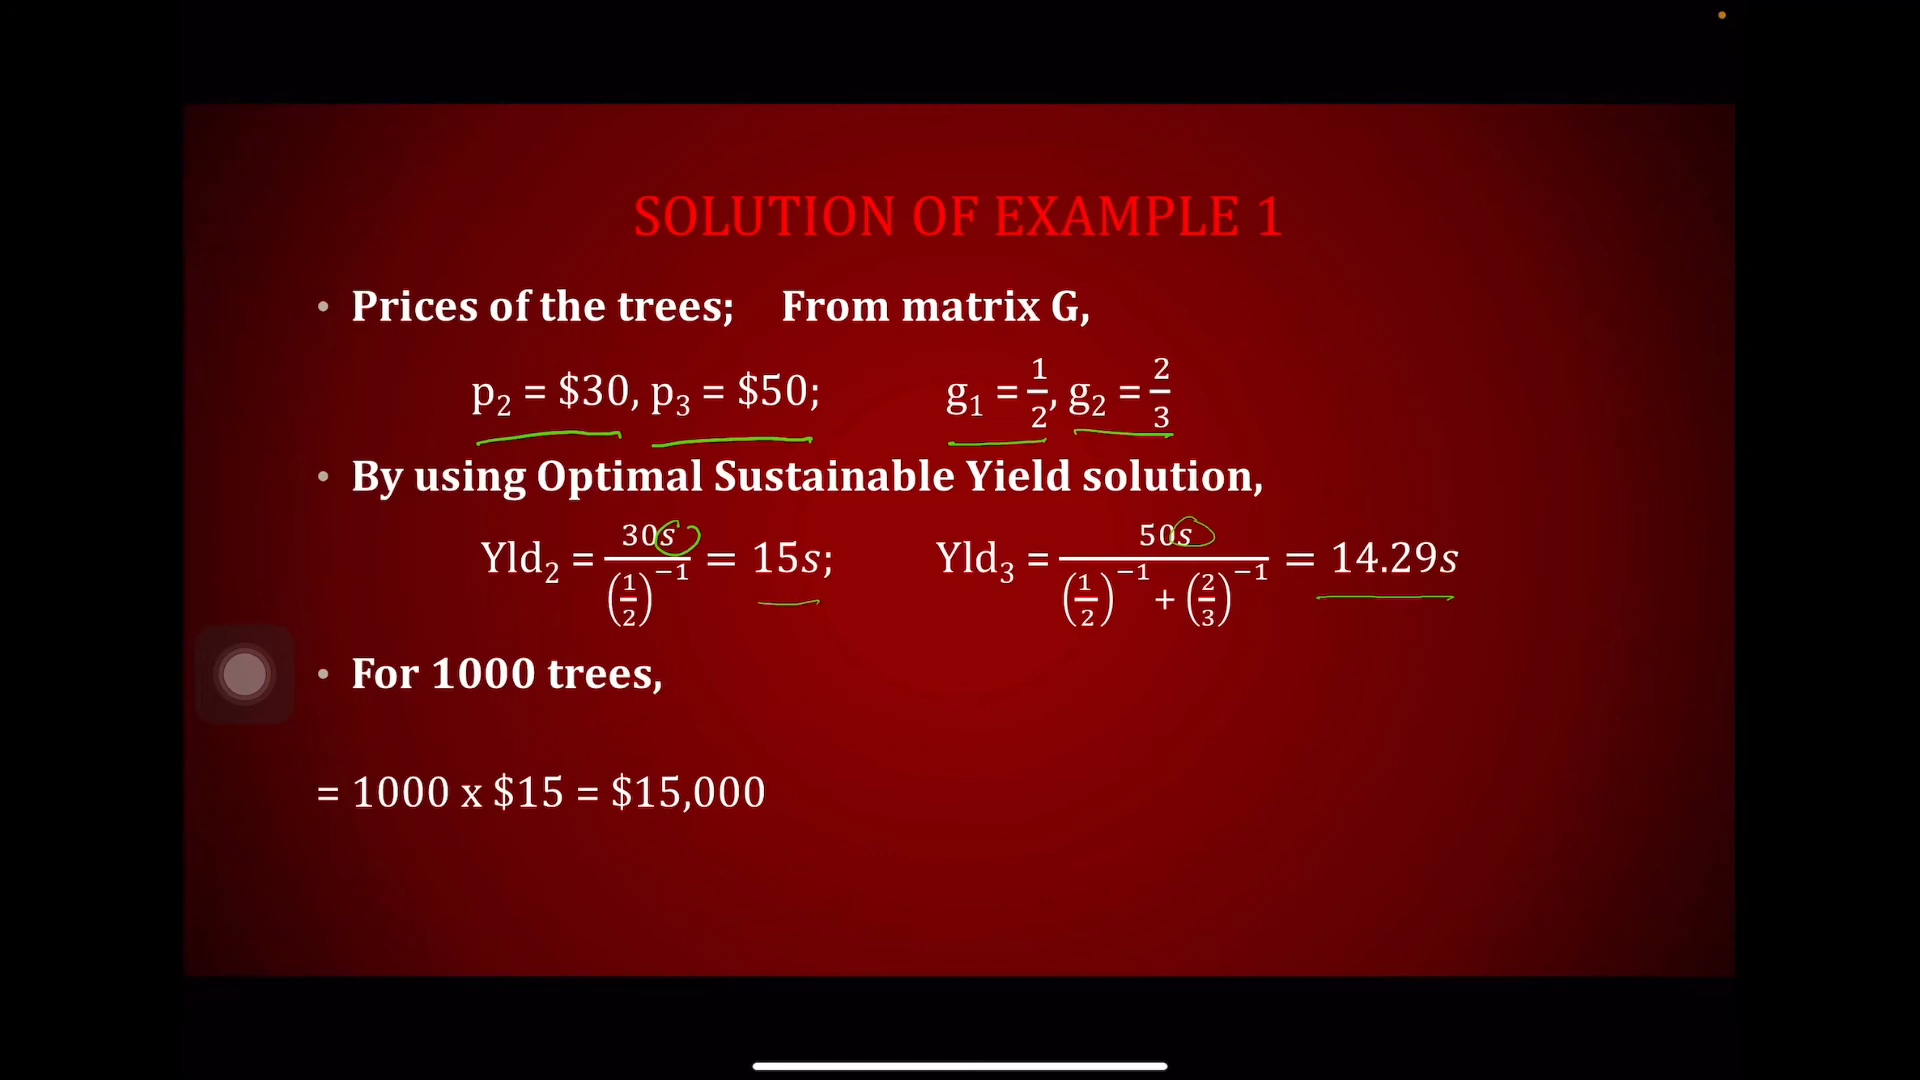 SOLUTION OF EXAMPLE 1
• Prices of the trees; From matrix G,
p₂ = $30, p₃ = $50; g₁ = 1/2, g₂ = 2/3
• By using Optimal Sustainable Yield solution,
Yld₂ = 30s/(1/2)⁻¹ = 15s; Yld₃ = 50s/((1/2)⁻¹ + (2/3)⁻¹) = 14.29s
• For 1000 trees,
= 1000 x $15 = $15,000